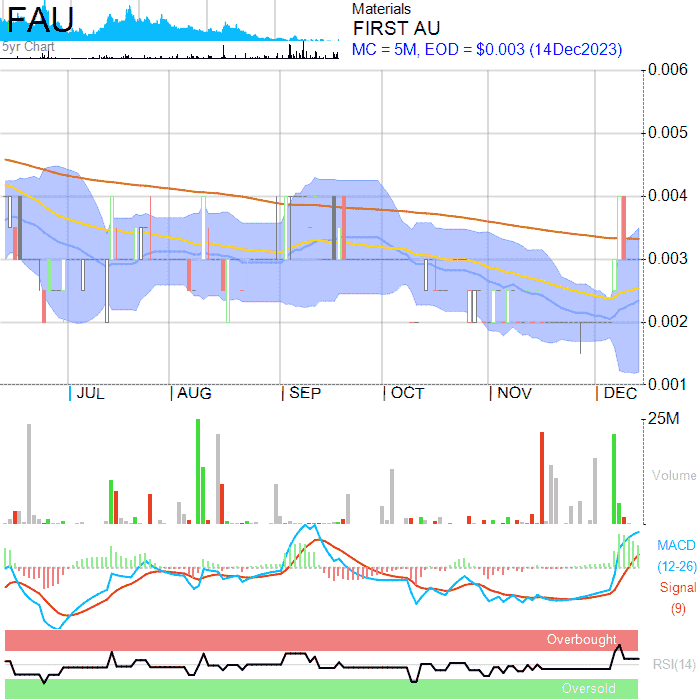 FAU
5yr Chart
Materials
FIRST AU
MC = 5M, EOD = $0.003 (14Dec2023)
0.006
0.005
0.004
0.003
0.002
0.001
JUL AUG SEP OCT NOV DEC
25M
Volume
MACD
(12-26)
Signal
(9)
Overbought
RSI(14)
Oversold